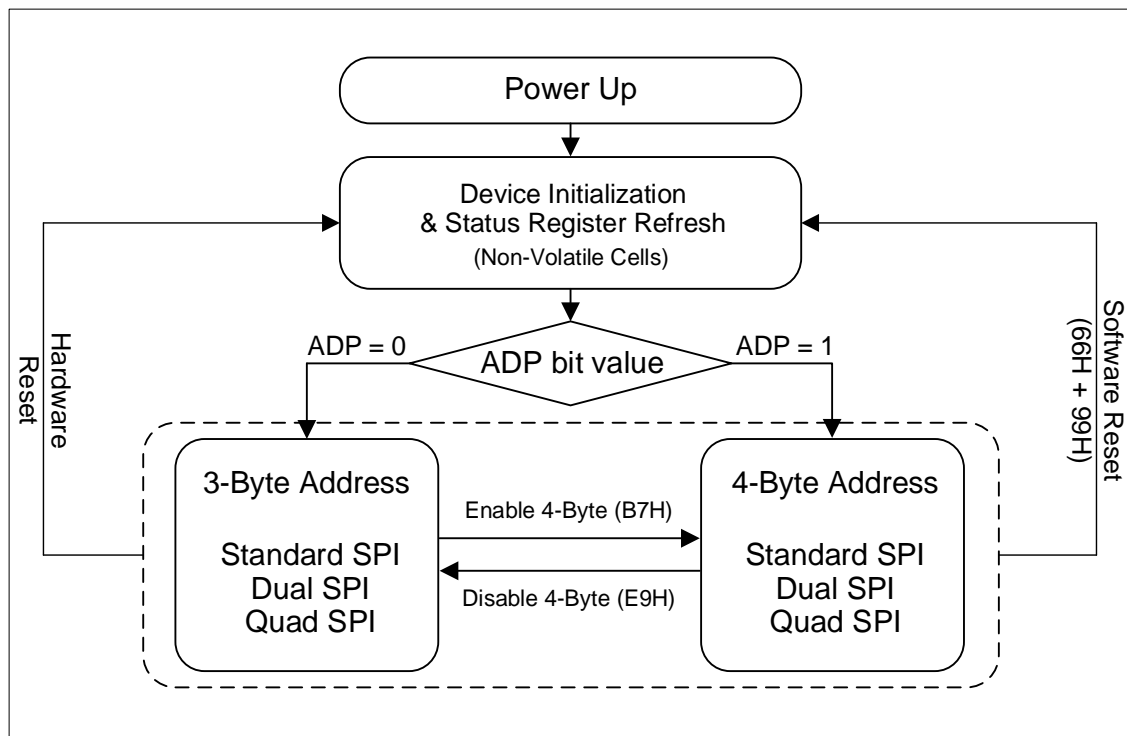 Power Up
Device Initialization
& Status Register Refresh
(Non-Volatile Cells)
Hardware
Reset
Software Reset
(66H + 99H)
ADP = 0
ADP bit value
ADP = 1
3-Byte Address
Standard SPI
Dual SPI
Quad SPI
Enable 4-Byte (B7H)
Disable 4-Byte (E9H)
4-Byte Address
Standard SPI
Dual SPI
Quad SPI